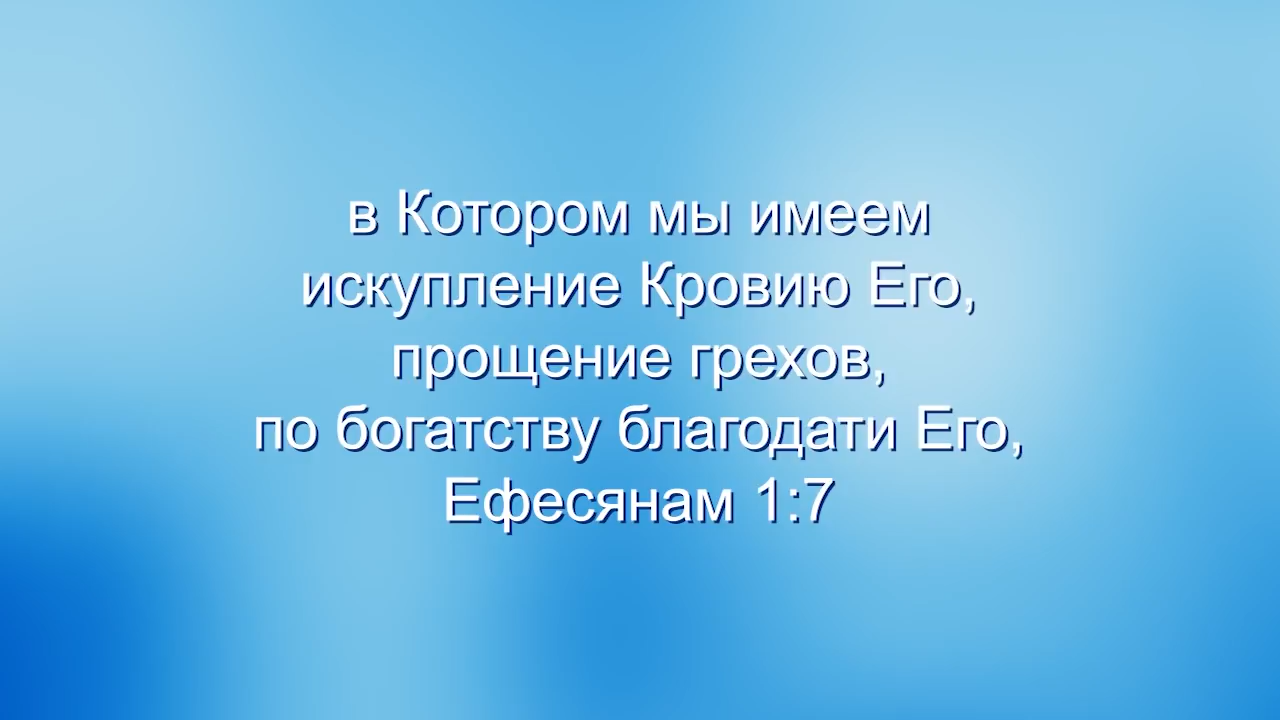 в Котором мы имеем
искупление Кровию Его,
прощение грехов,
по богатству благодати Его,
Ефесянам 1:7